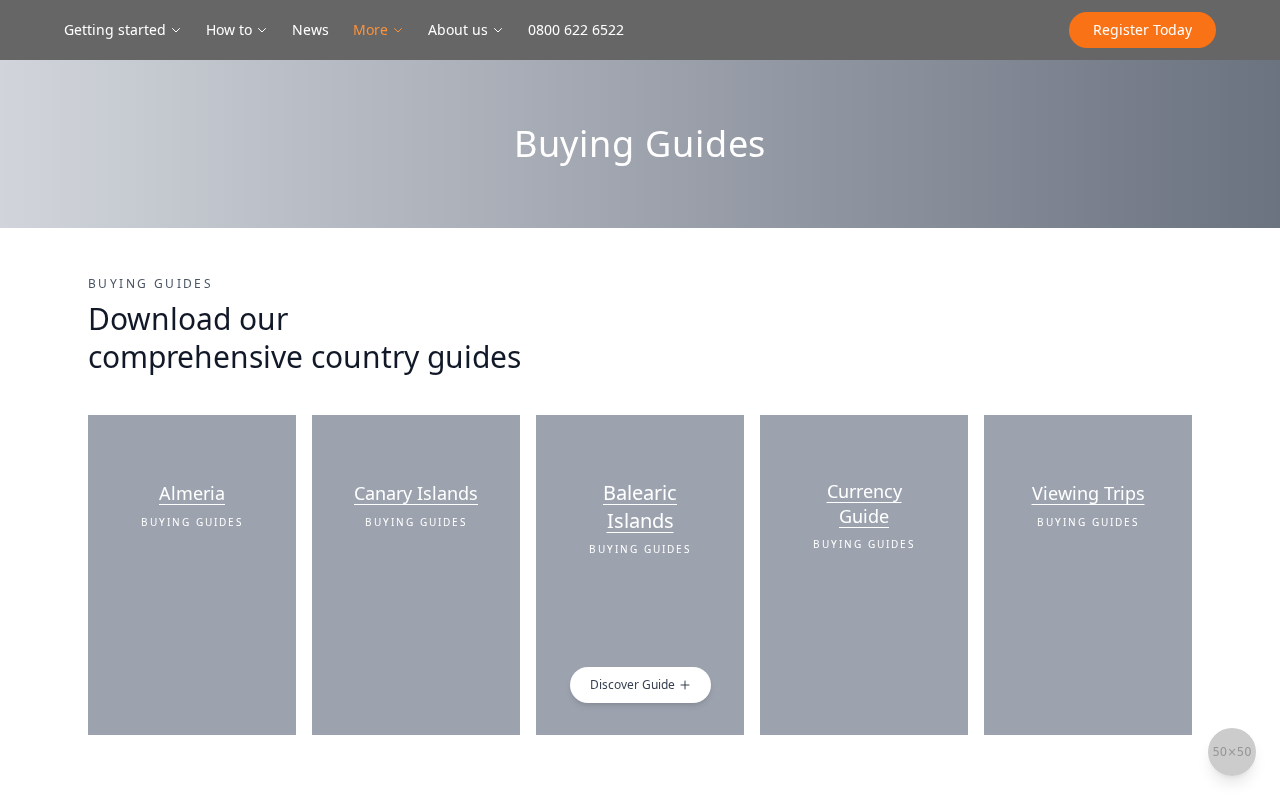 Getting started
How to
News
More
About us
0800 622 6522
Register Today
Buying Guides
BUYING GUIDES
Download our
comprehensive country guides
Almeria
BUYING GUIDES
Canary Islands
BUYING GUIDES
Balearic
Islands
BUYING GUIDES
Discover Guide
Currency
Guide
BUYING GUIDES
Viewing Trips
BUYING GUIDES
50×50